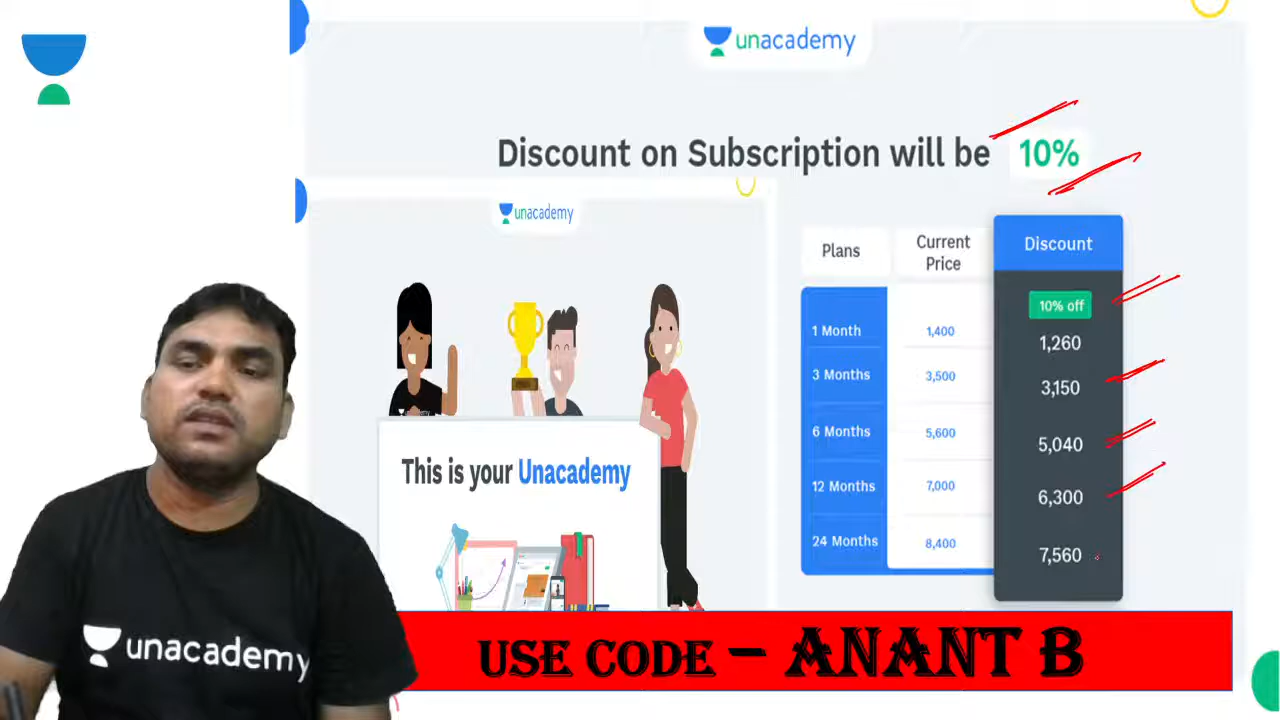 unacademy
Discount on Subscription will be 10%
unacademy
This is your Unacademy
Plans Current Price Discount
10% off
1 Month 1,400 1,260
3 Months 3,500 3,150
6 Months 5,600 5,040
12 Months 7,000 6,300
24 Months 8,400 7,560
unacademy
USE CODE – ANANT B